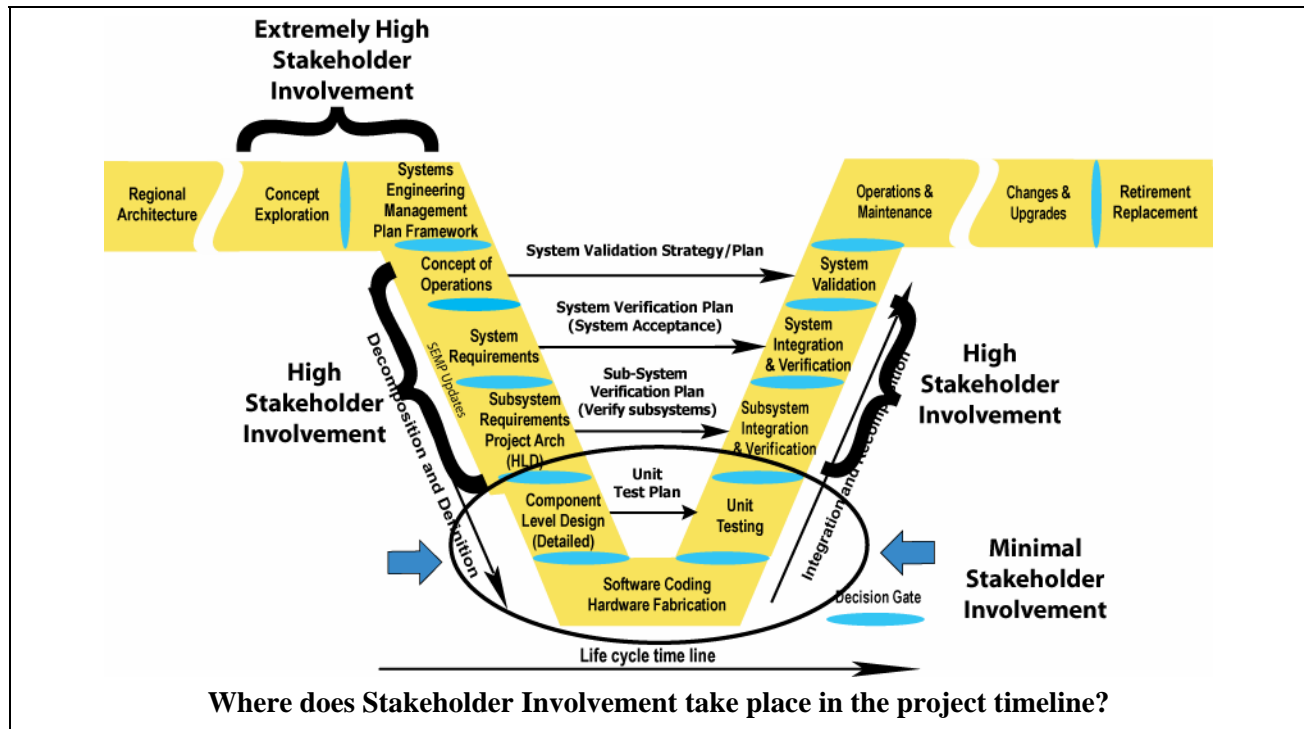 Extremely High
Stakeholder
Involvement
Regional
Architecture
Concept
Exploration
Systems
Engineering
Management
Plan Framework
Operations &
Maintenance
Changes &
Upgrades
Retirement
Replacement
Concept of
Operations
System Validation Strategy/Plan
System
Validation
System
Requirements
System Verification Plan
(System Acceptance)
System
Integration
& Verification
Subsystem
Requirements
Project Arch
(HLD)
Sub-System
Verification Plan
(Verify subsystems)
Subsystem
Integration
& Verification
High
Stakeholder
Involvement
Decomposition and Definition
SEMP Updates
High
Stakeholder
Involvement
Integration and Recomposition
Component
Level Design
(Detailed)
Unit
Test Plan
Unit
Testing
Software Coding
Hardware Fabrication
Minimal
Stakeholder
Involvement
Decision Gate
Life cycle time line
Where does Stakeholder Involvement take place in the project timeline?